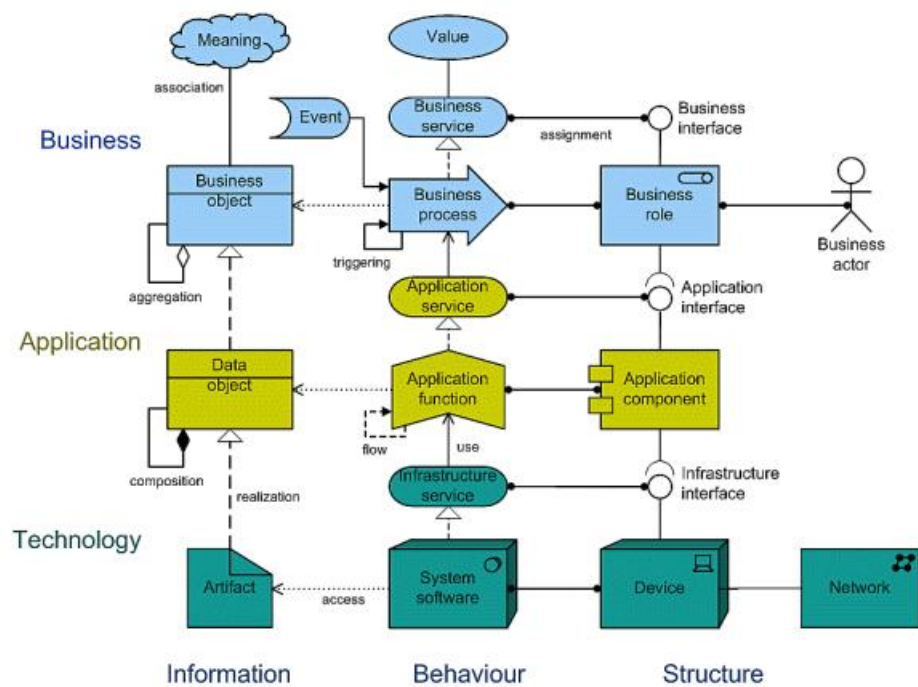 Meaning
Value
association
Event
Business
service
Business
interface
assignment
Business
Business
object
Business
process
Business
role
triggering
Business
actor
aggregation
Application
service
Application
interface
Application
Data
object
Application
function
Application
component
flow
use
composition
Infrastructure
service
Infrastructure
interface
realization
Technology
Artifact
System
software
Device
Network
access
Information
Behaviour
Structure